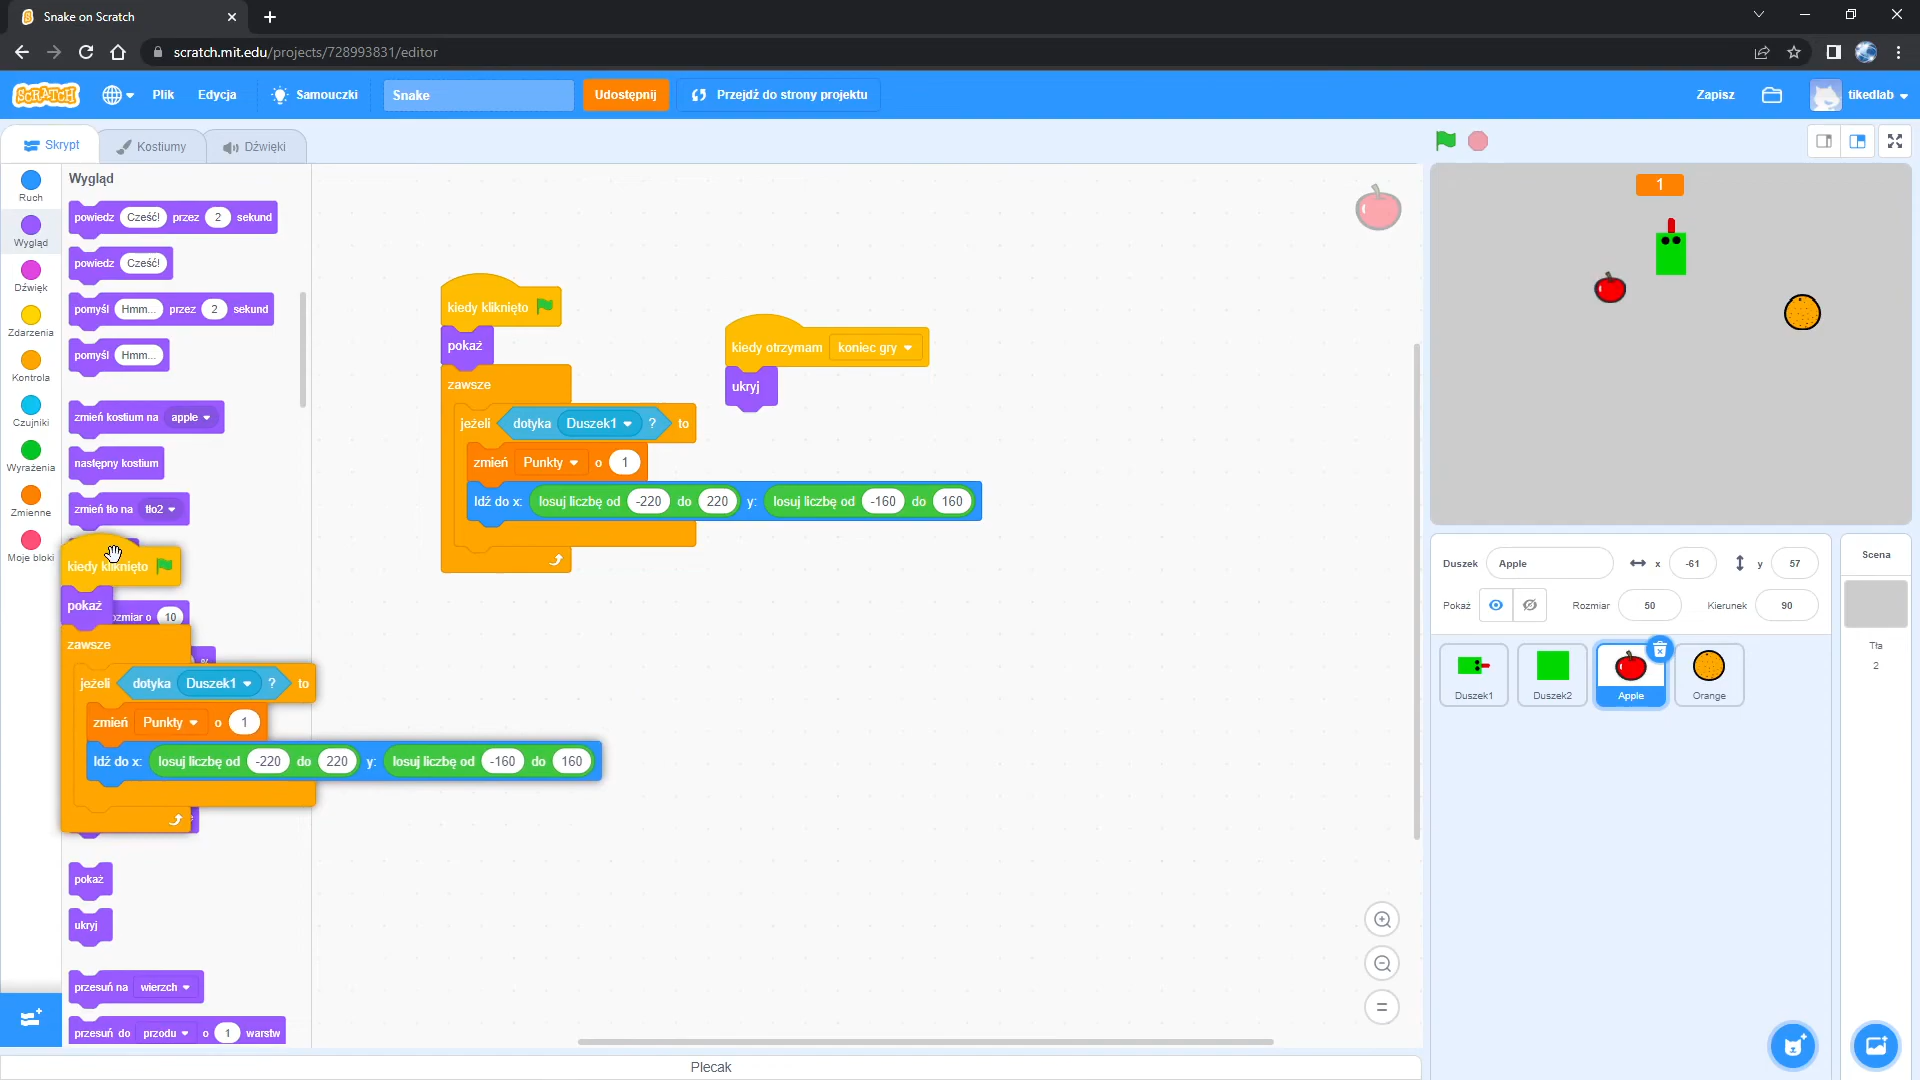 Snake on Scratch
scratch.mit.edu/projects/728993831/editor
SCRATCH
Plik
Edycja
Samouczki
Snake
Udostępnij
Przejdź do strony projektu
Zapisz
tikedlab
Skrypt
Kostiumy
Dźwięki
Ruch
Wygląd
Dźwięk
Zdarzenia
Kontrola
Czujniki
Wyrażenia
Zmienne
Moje bloki
Wygląd
powiedz Cześć! przez 2 sekund
powiedz Cześć!
pomyśl Hmm... przez 2 sekund
pomyśl Hmm...
zmień kostium na apple
następny kostium
zmień tło na tło2
kiedy kliknięto
pokaż
rozmiar o 10
zawsze
%
jeżeli dotyka Duszek1 ? to
zmień Punkty o 1
Idź do x: losuj liczbę od -220 do 220 y: losuj liczbę od -160 do 160
pokaż
ukryj
przesuń na wierzch
przesuń do przodu o 1 warstw
kiedy kliknięto
pokaż
zawsze
jeżeli dotyka Duszek1 ? to
zmień Punkty o 1
Idź do x: losuj liczbę od -220 do 220 y: losuj liczbę od -160 do 160
kiedy otrzymam koniec gry
ukryj
Plecak
1
Duszek Apple x -61 y 57
Pokaż Rozmiar 50 Kierunek 90
Duszek1
Duszek2
Apple
Orange
Scena
Tła
2